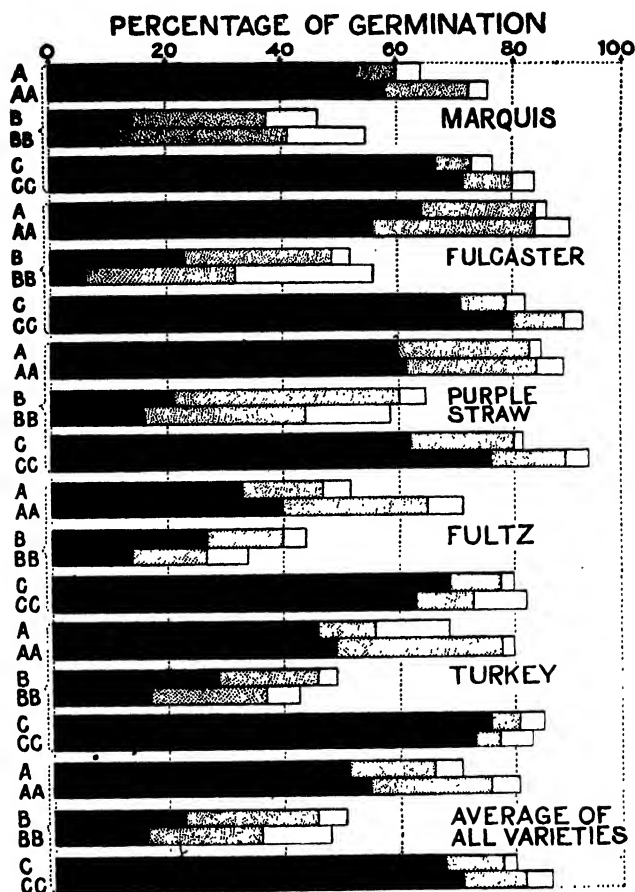 PERCENTAGE OF GERMINATION
0 20 40 60 80 100
A
AA
B
BB
MARQUIS
C
CC
A
AA
B
BB
FULCASTER
C
CC
A
AA
B
BB
PURPLE
STRAW
C
CC
A
AA
B
BB
FULTZ
C
CC
A
AA
B
BB
TURKEY
C
CC
A
AA
B
BB
AVERAGE OF
ALL VARIETIES
C
CC